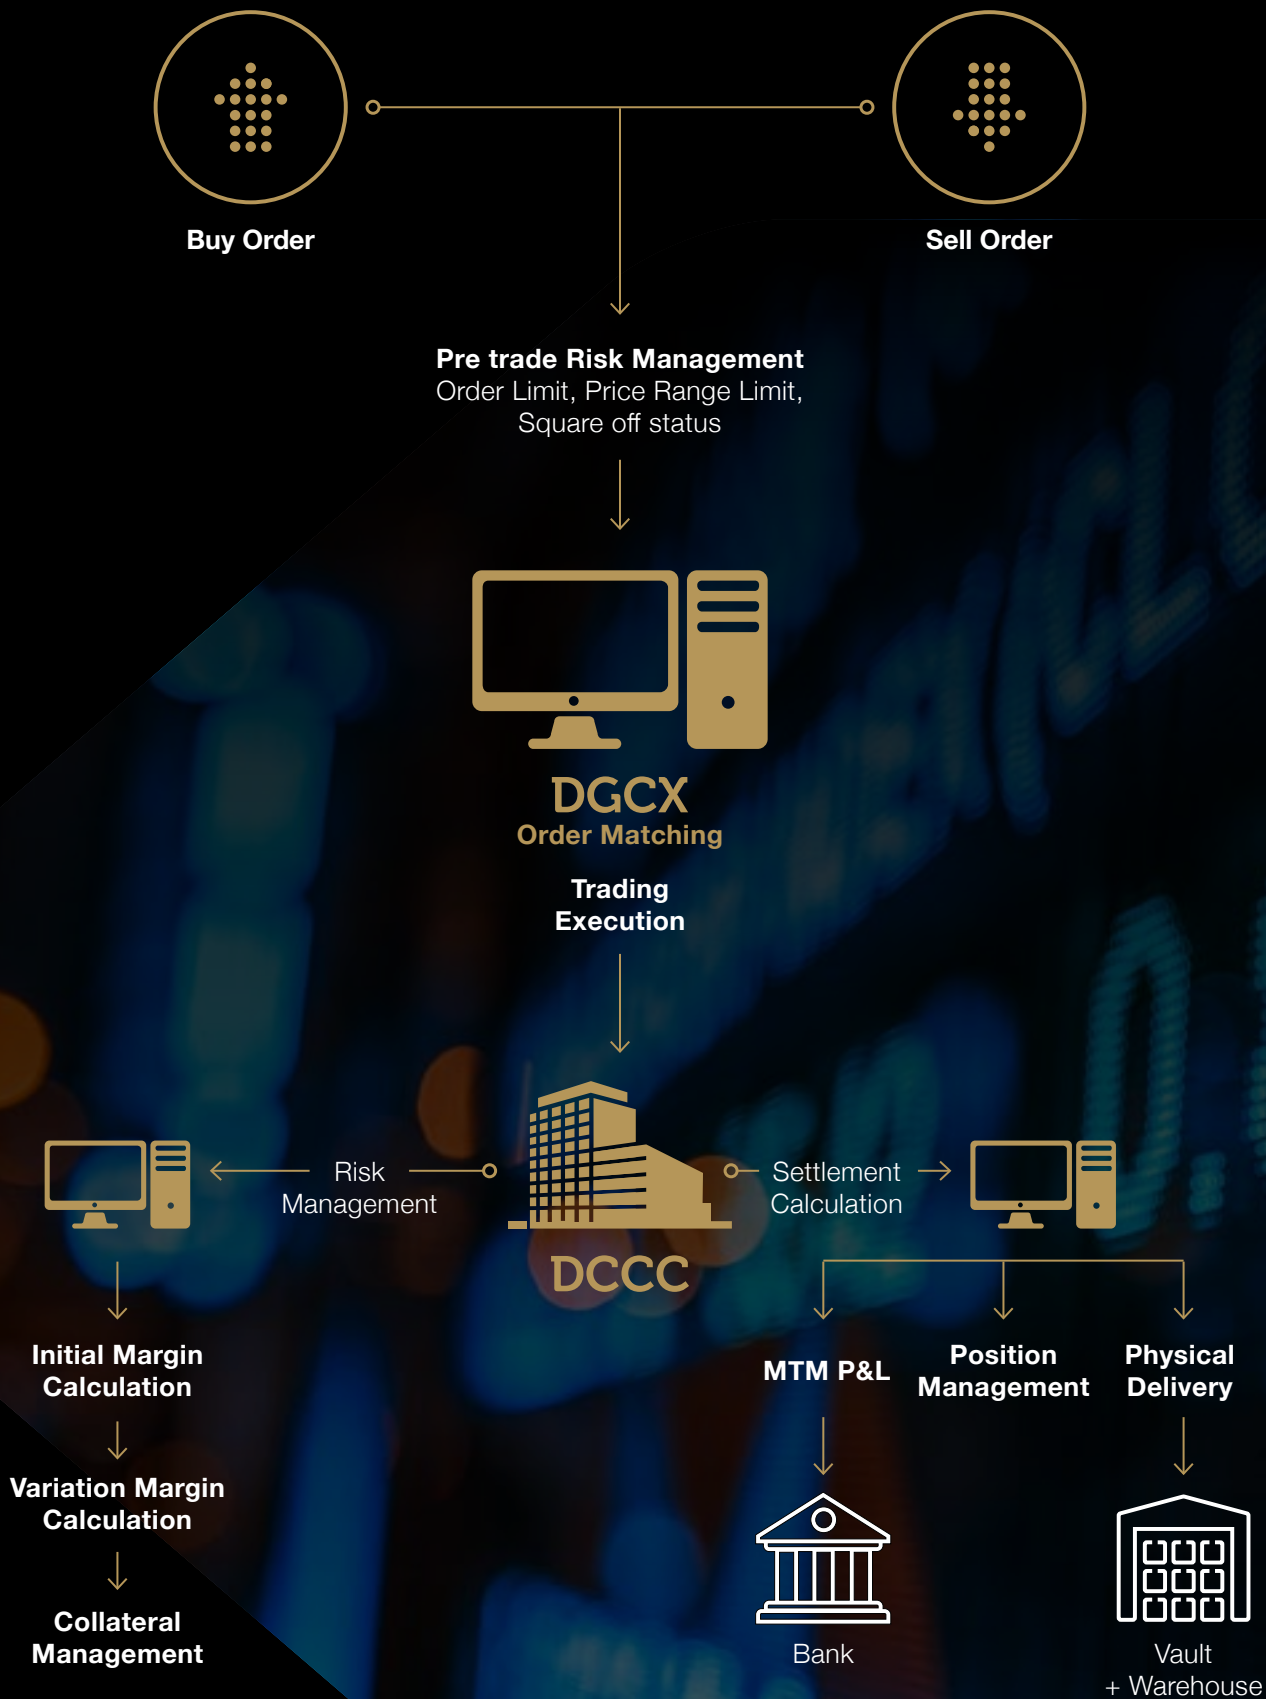 Buy Order
Sell Order
Pre trade Risk Management
Order Limit, Price Range Limit,
Square off status
DGCX
Order Matching
Trading
Execution
Risk
Management
Settlement
Calculation
DCCC
Initial Margin
Calculation
Variation Margin
Calculation
Collateral
Management
MTM P&L
Position
Management
Physical
Delivery
Bank
Vault
+ Warehouse